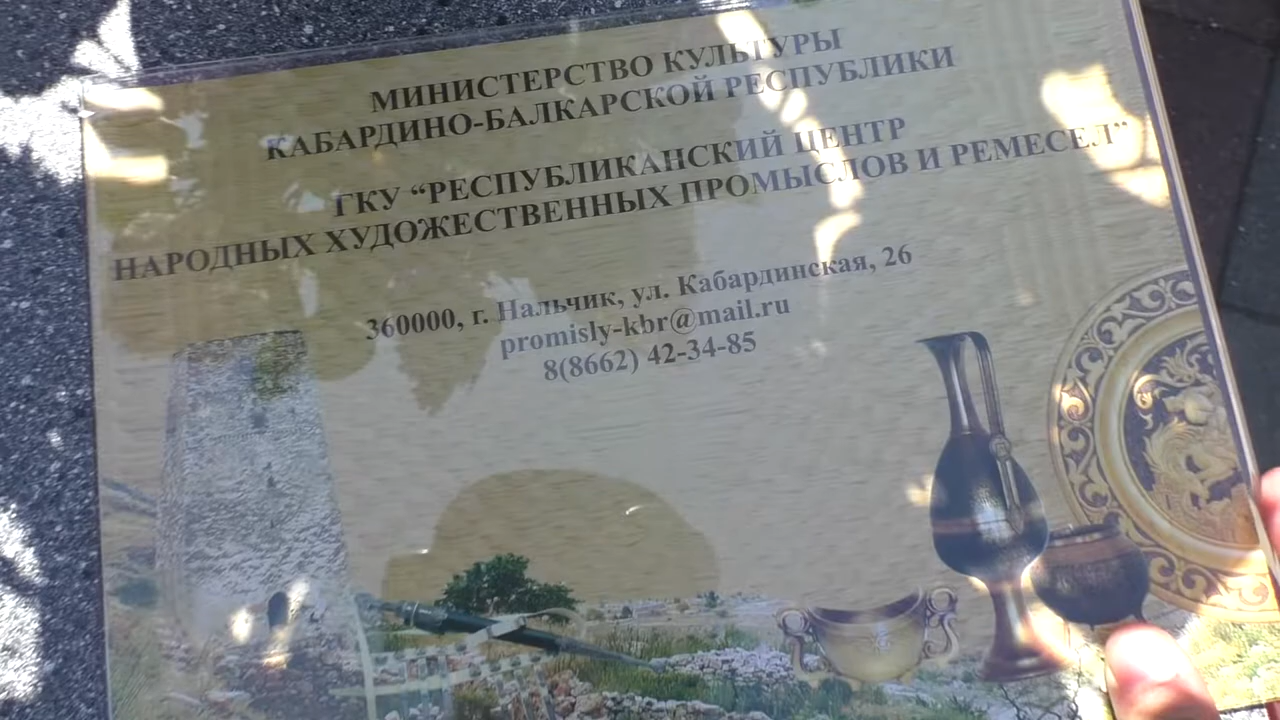 МИНИСТЕРСТВО КУЛЬТУРЫ
КАБАРДИНО-БАЛКАРСКОЙ РЕСПУБЛИКИ
ГКУ “РЕСПУБЛИКАНСКИЙ ЦЕНТР
НАРОДНЫХ ХУДОЖЕСТВЕННЫХ ПРОМЫСЛОВ И РЕМЕСЕЛ”
360000, г. Нальчик, ул. Кабардинская, 26
promisly-kbr@mail.ru
8(8662) 42-34-85